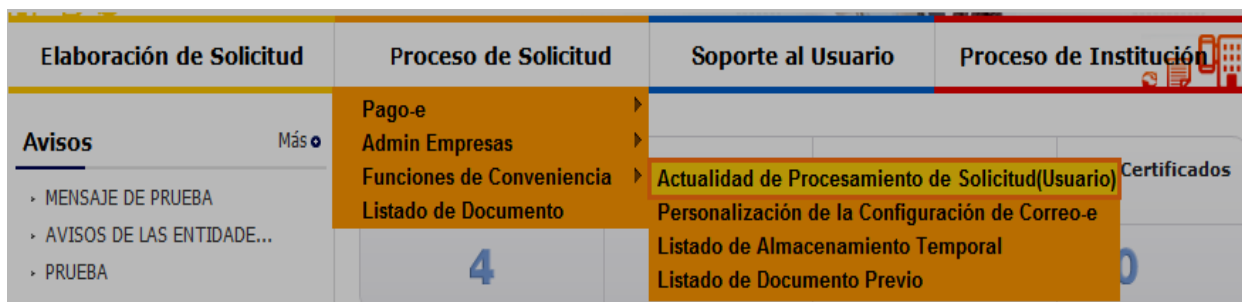 Elaboración de Solicitud
Proceso de Solicitud
Soporte al Usuario
Proceso de Institución
Avisos
Más
MENSAJE DE PRUEBA
AVISOS DE LAS ENTIDADE...
PRUEBA
Pago-e
Admin Empresas
Funciones de Conveniencia
Listado de Documento
Actualidad de Procesamiento de Solicitud(Usuario)
Personalización de la Configuración de Correo-e
Listado de Almacenamiento Temporal
Listado de Documento Previo
Certificados
4
0